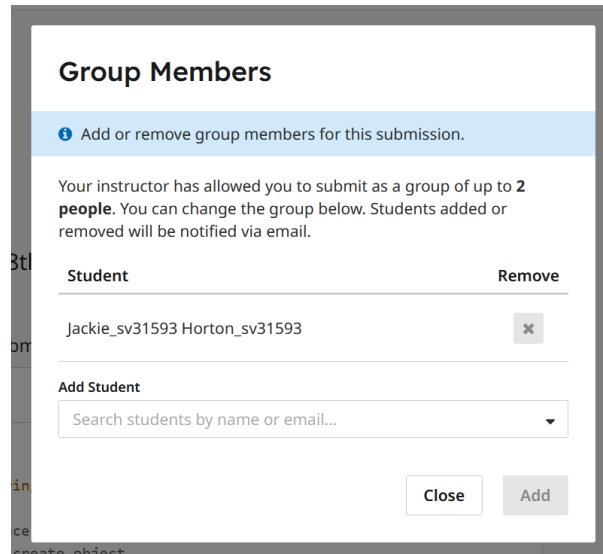 Group Members
Add or remove group members for this submission.
Your instructor has allowed you to submit as a group of up to 2
people. You can change the group below. Students added or
removed will be notified via email.
Student Remove
Jackie_sv31593 Horton_sv31593
Add Student
Search students by name or email...
Close Add
create object